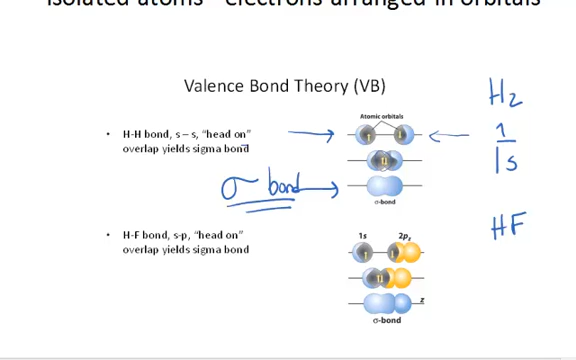 isolated atoms - electrons arranged in orbitals
Valence Bond Theory (VB)
• H-H bond, s – s, “head on”
overlap yields sigma bond
Atomic orbitals
σ-bond
σ bond
H2
1
1s
HF
• H-F bond, s-p, “head on”
overlap yields sigma bond
1s 2pz
z
σ-bond